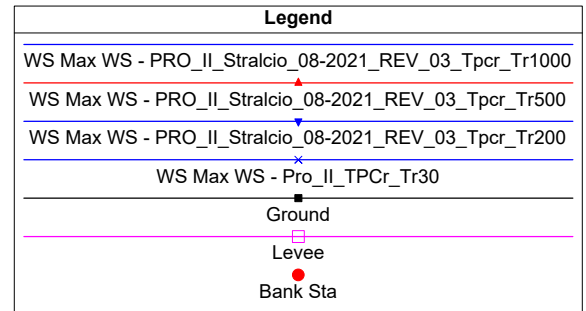 Legend
WS Max WS - PRO_II_Stralcio_08-2021_REV_03_Tpcr_Tr1000
WS Max WS - PRO_II_Stralcio_08-2021_REV_03_Tpcr_Tr500
WS Max WS - PRO_II_Stralcio_08-2021_REV_03_Tpcr_Tr200
WS Max WS - Pro_II_TPCr_Tr30
Ground
Levee
Bank Sta